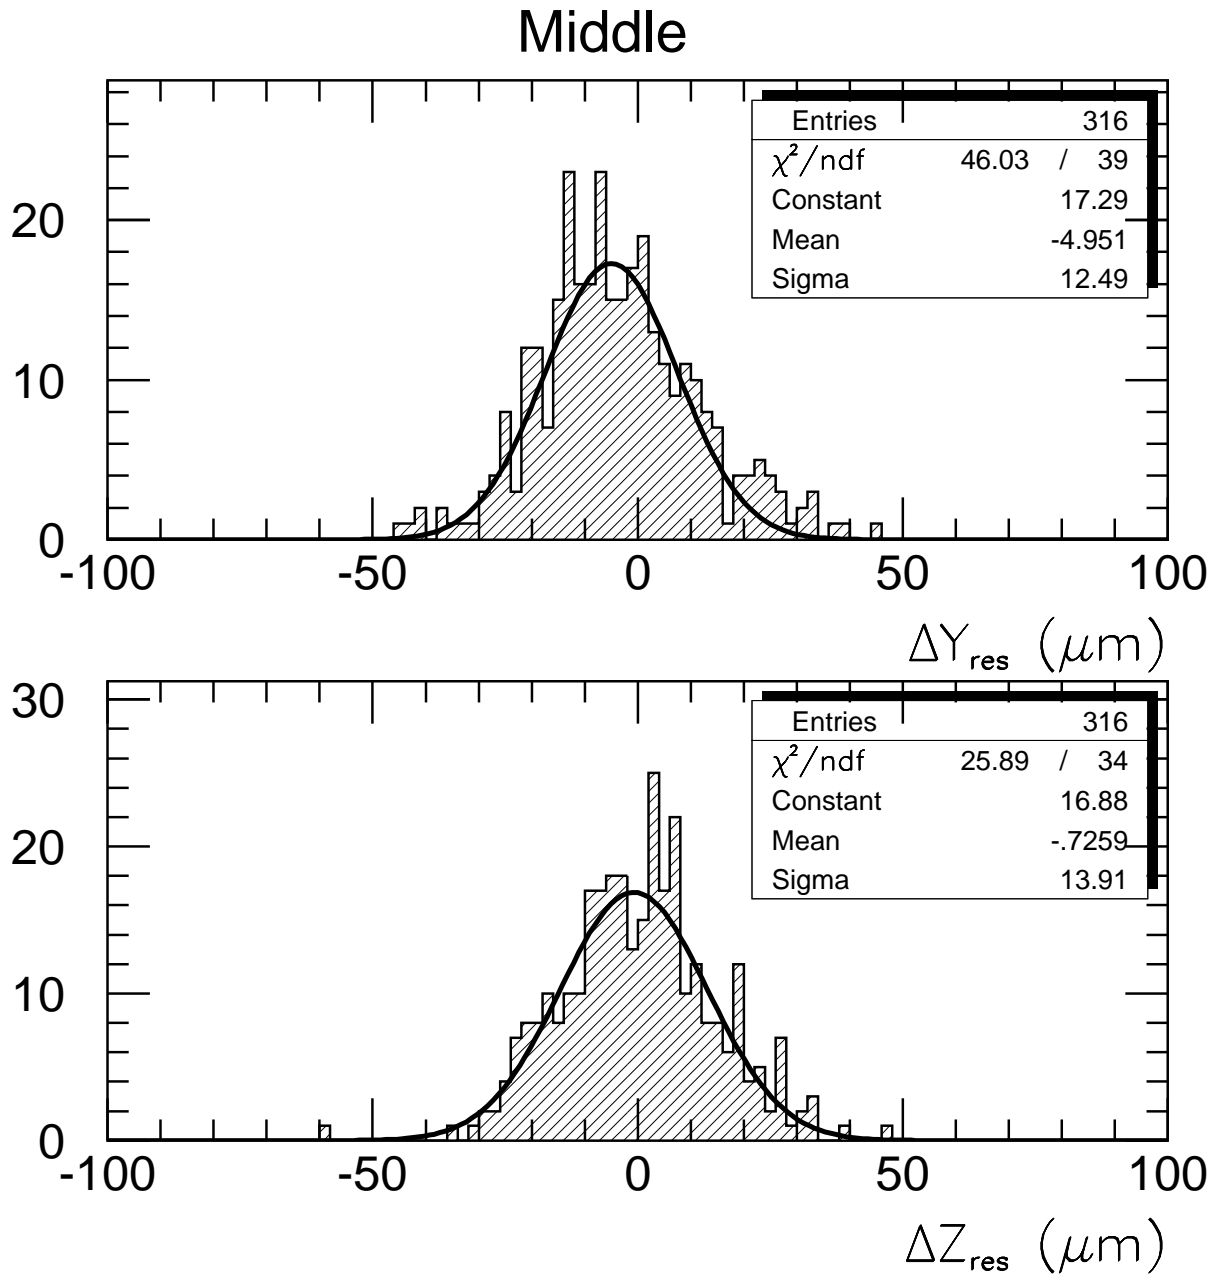 Middle
Entries 316
χ²/ndf 46.03 / 39
Constant 17.29
Mean -4.951
Sigma 12.49
20
10
0
-100 -50 0 50 100
ΔY_res (μm)
30
Entries 316
χ²/ndf 25.89 / 34
Constant 16.88
Mean -.7259
Sigma 13.91
20
10
0
-100 -50 0 50 100
ΔZ_res (μm)